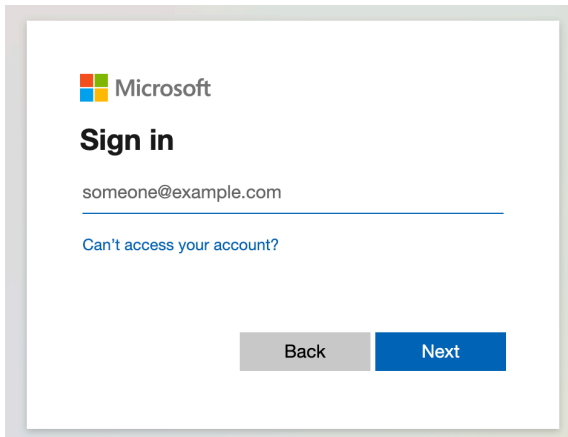 Microsoft
Sign in
someone@example.com
Can't access your account?
Back Next